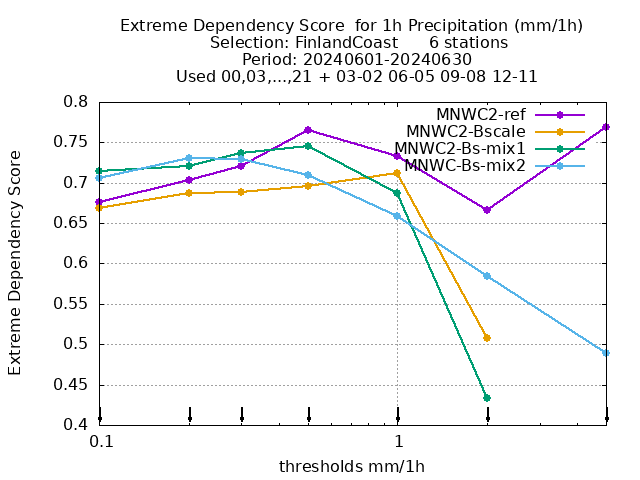 Extreme Dependency Score  for 1h Precipitation (mm/1h)
Selection: FinlandCoast      6 stations
Period: 20240601-20240630
Used 00,03,...,21 + 03-02 06-05 09-08 12-11
MNWC2-ref
MNWC2-Bscale
MNWC2-Bs-mix1
MNWC-Bs-mix2
Extreme Dependency Score
0.8
0.75
0.7
0.65
0.6
0.55
0.5
0.45
0.4
0.1
1
thresholds mm/1h